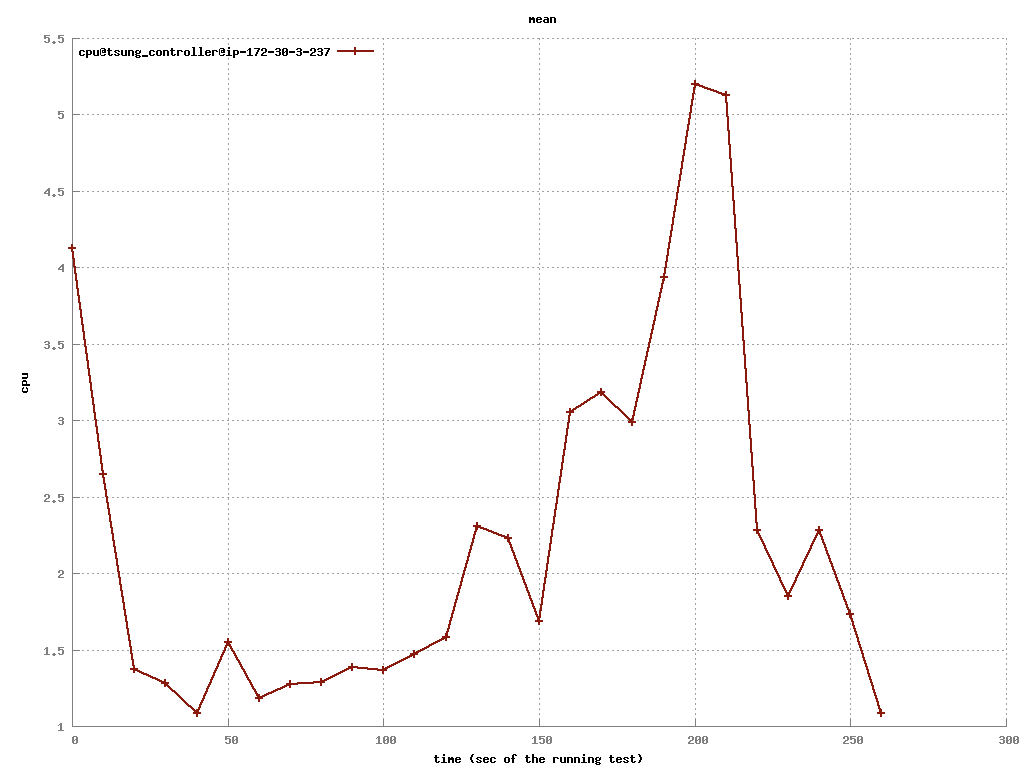 mean
5.5
cpu@tsung_controller@ip-172-30-3-237
5
4.5
4
3.5
cpu
3
2.5
2
1.5
1
0 50 100 150 200 250 300
time (sec of the running test)